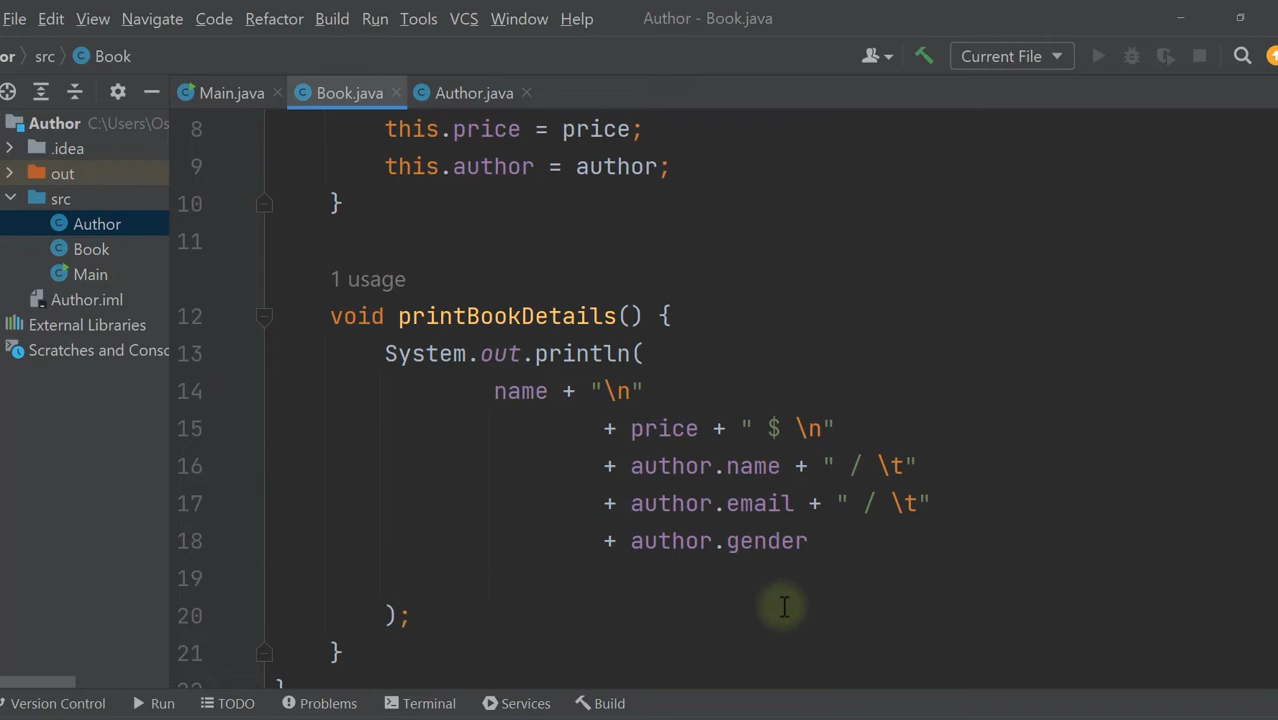 File Edit View Navigate Code Refactor Build Run Tools VCS Window Help Author - Book.java
or src Book Current File
Main.java Book.java Author.java
Author C:\Users\Os
.idea
out
src
Author
Book
Main
Author.iml
External Libraries
Scratches and Conso
8 this.price = price;
9 this.author = author;
10 }
11
1 usage
12 void printBookDetails() {
13 System.out.println(
14 name + "\n"
15 + price + " $ \n"
16 + author.name + " / \t"
17 + author.email + " / \t"
18 + author.gender
19
20 );
21 }
Version Control Run TODO Problems Terminal Services Build